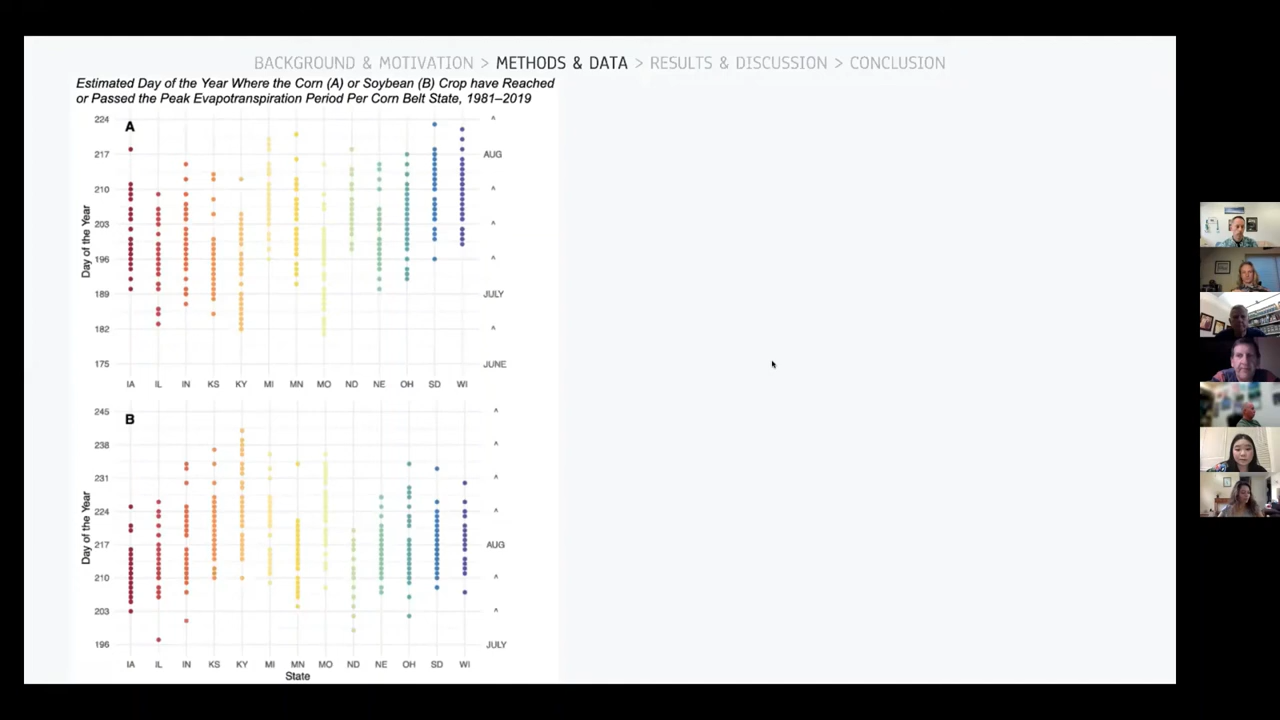 BACKGROUND & MOTIVATION > METHODS & DATA > RESULTS & DISCUSSION > CONCLUSION
Estimated Day of the Year Where the Corn (A) or Soybean (B) Crop have Reached
or Passed the Peak Evapotranspiration Period Per Corn Belt State, 1981–2019
A
224 ^
217 AUG
210 ^
203 ^
196 ^
189 JULY
182 ^
175 JUNE
Day of the Year
IA IL IN KS KY MI MN MO ND NE OH SD WI
B
245 ^
238 ^
231 ^
224 ^
217 AUG
210 ^
203 ^
196 JULY
Day of the Year
IA IL IN KS KY MI MN MO ND NE OH SD WI
State